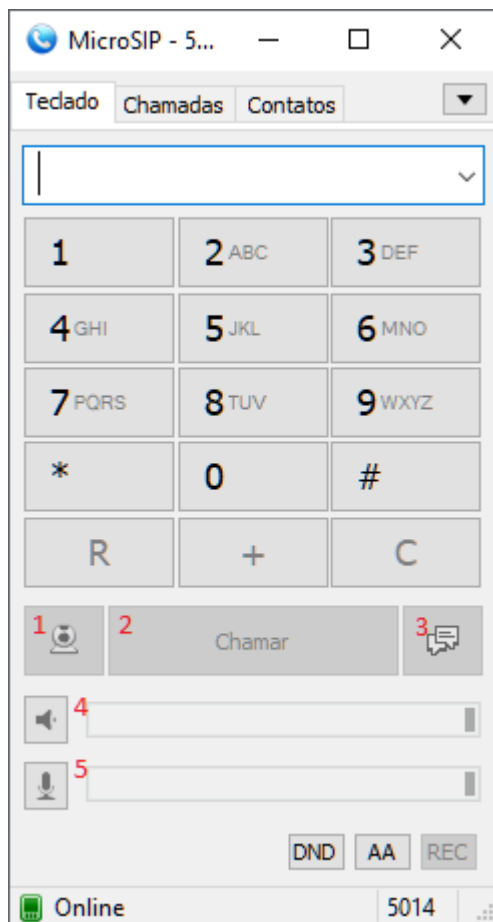 MicroSIP - 5...
Teclado Chamadas Contatos
1 2 ABC 3 DEF
4 GHI 5 JKL 6 MNO
7 PQRS 8 TUV 9 WXYZ
* 0 #
R + C
1 2 Chamar 3
4
5
DND AA REC
Online 5014